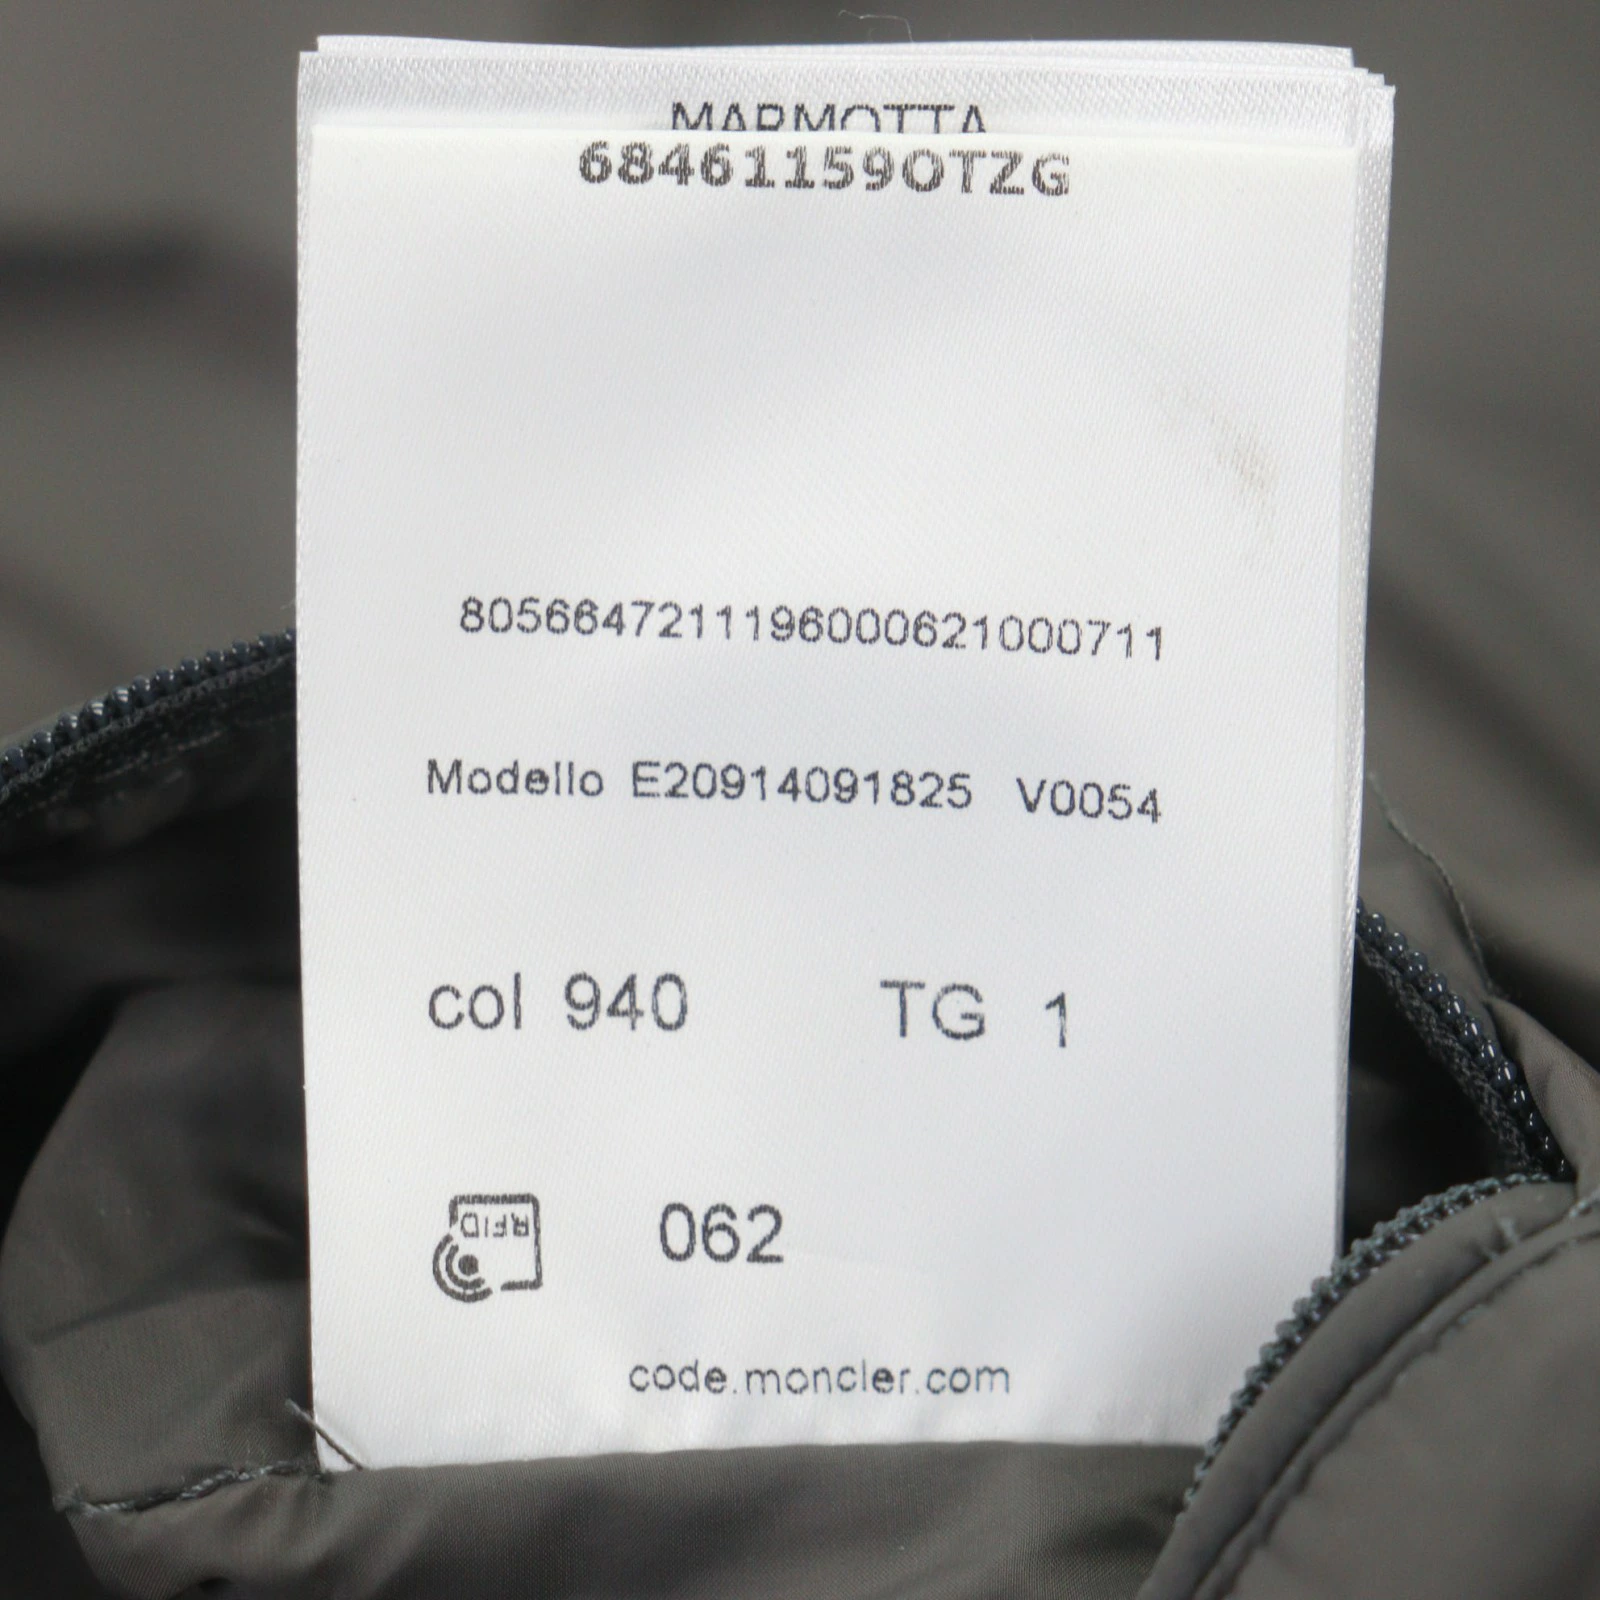 MARMOTTA
68461159OTZG
8056647211196000621000711
Modello E20914091825 V0054
col 940 TG 1
RFID 062
code.moncler.com